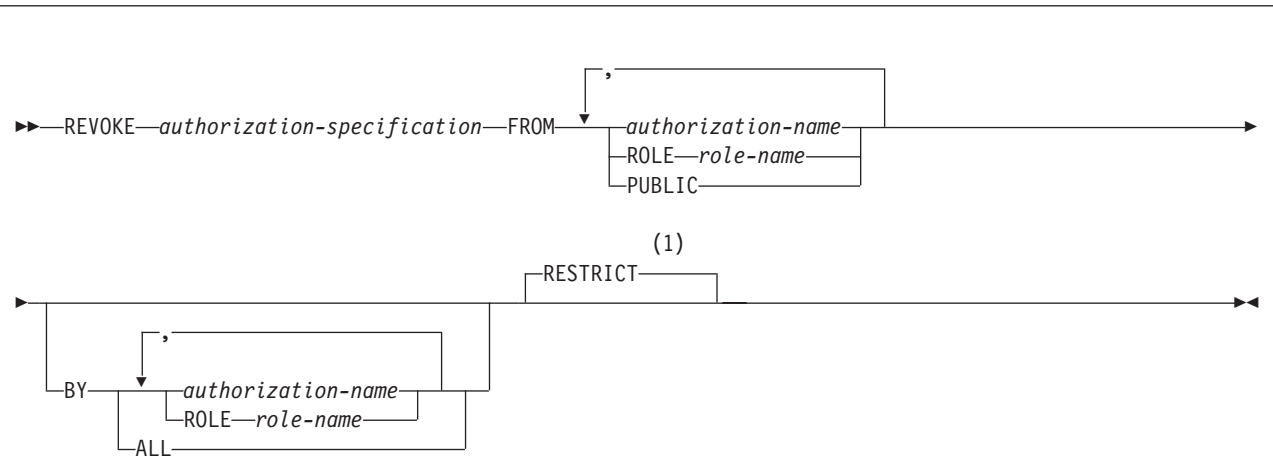 ,
REVOKE authorization-specification FROM authorization-name
ROLE role-name
PUBLIC
(1)
RESTRICT
,
BY authorization-name
ROLE role-name
ALL